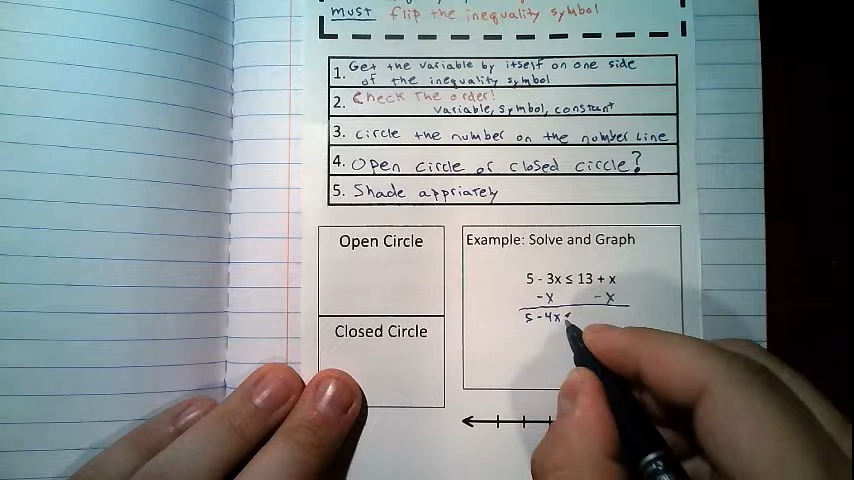 must flip the inequality symbol
1. Get the variable by itself on one side
of the inequality symbol
2. Check the order!
variable, symbol, constant
3. circle the number on the number line
4. Open circle or closed circle?
5. Shade appriately
Open Circle
Closed Circle
Example: Solve and Graph
5 - 3x ≤ 13 + x
-x -x
5 -4x